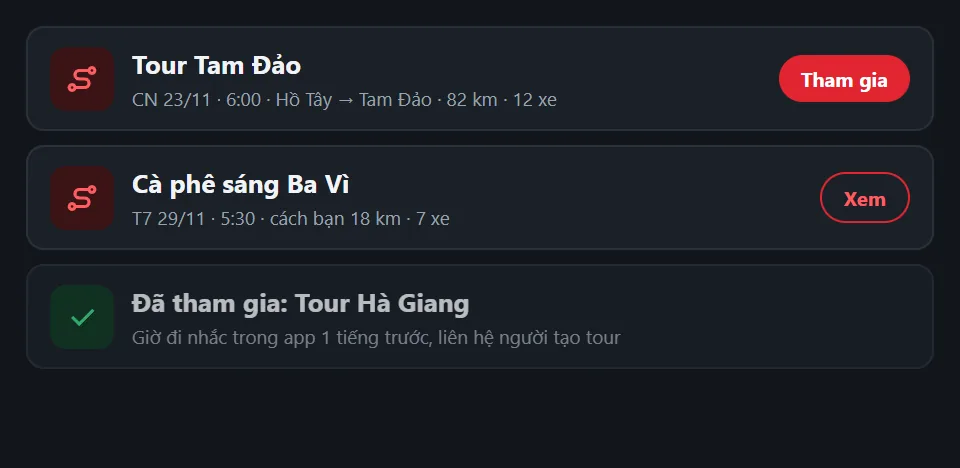 Tour Tam Đảo
CN 23/11 · 6:00 · Hồ Tây → Tam Đảo · 82 km · 12 xe
Tham gia
Cà phê sáng Ba Vì
T7 29/11 · 5:30 · cách bạn 18 km · 7 xe
Xem
Đã tham gia: Tour Hà Giang
Giờ đi nhắc trong app 1 tiếng trước, liên hệ người tạo tour